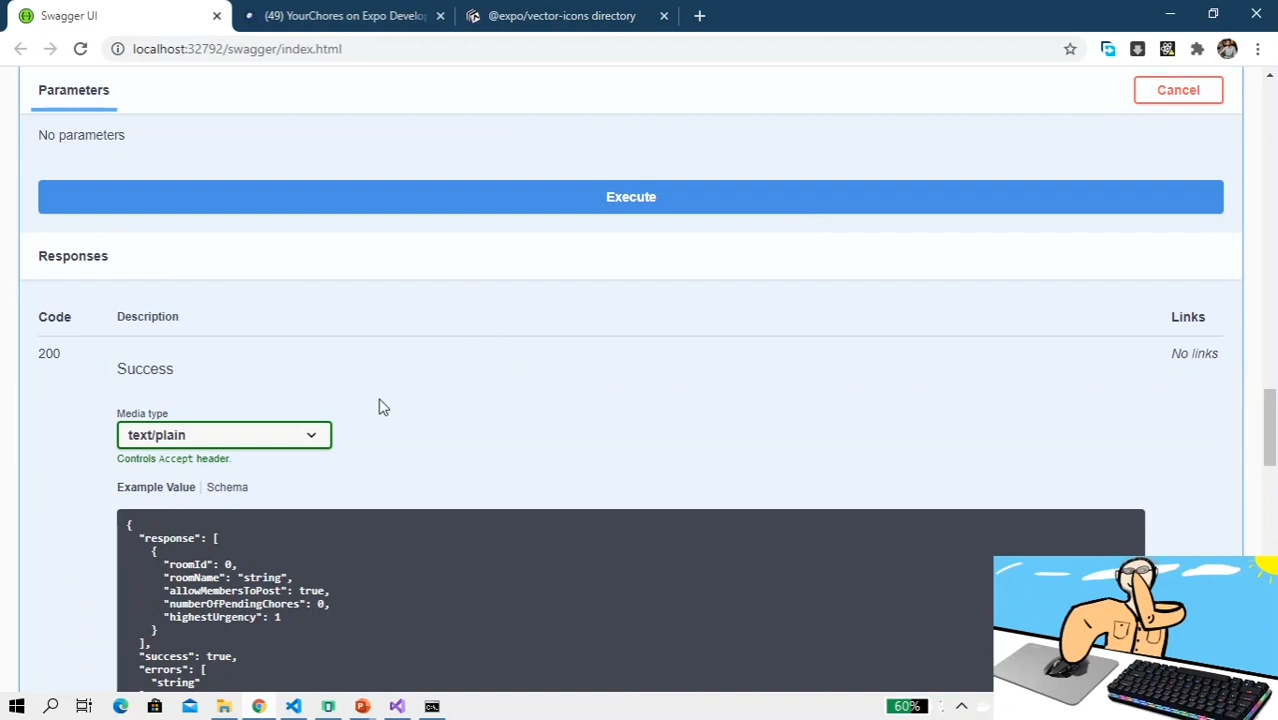 Swagger UI
(49) YourChores on Expo Develo
@expo/vector-icons directory
localhost:32792/swagger/index.html
Parameters
Cancel
No parameters
Execute
Responses
Code Description Links
200 Success No links
Media type
text/plain
Controls Accept header.
Example Value Schema
{
"response": [
{
"roomId": 0,
"roomName": "string",
"allowMembersToPost": true,
"numberOfPendingChores": 0,
"highestUrgency": 1
}
],
"success": true,
"errors": [
"string"
60%